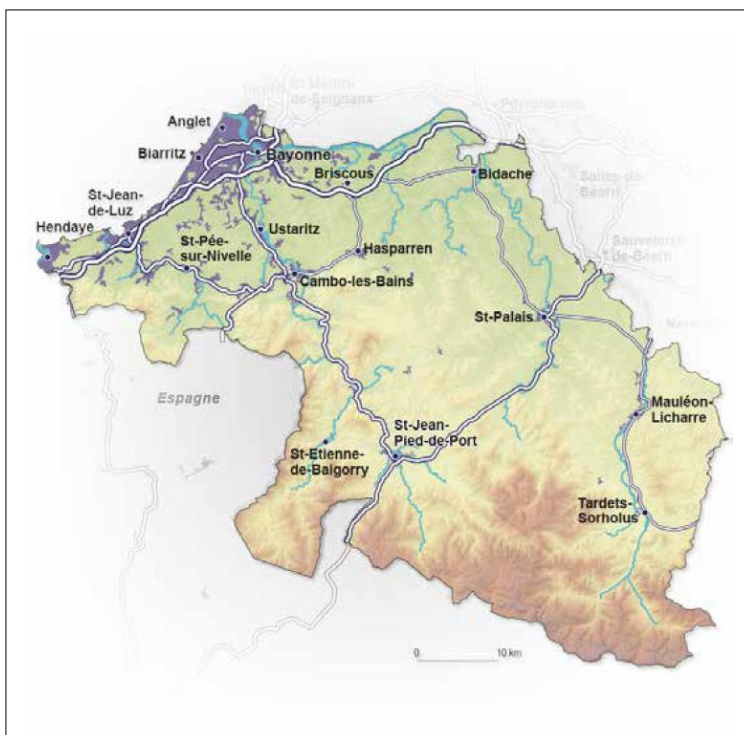 St Martin-
de-Seignanx
Peyrehorade
Anglet
Biarritz
Bayonne
Briscous
Bidache
Salies-de-
Béarn
St-Jean-
de-Luz
Hendaye
Ustaritz
St-Pée-
sur-Nivelle
Hasparren
Sauveterre
de-Béarn
Cambo-les-Bains
St-Palais
Espagne
Mauléon-
Licharre
St-Jean-
Pied-de-Port
St-Etienne-
de-Baïgorry
Tardets-
Sorholus
0 10 km